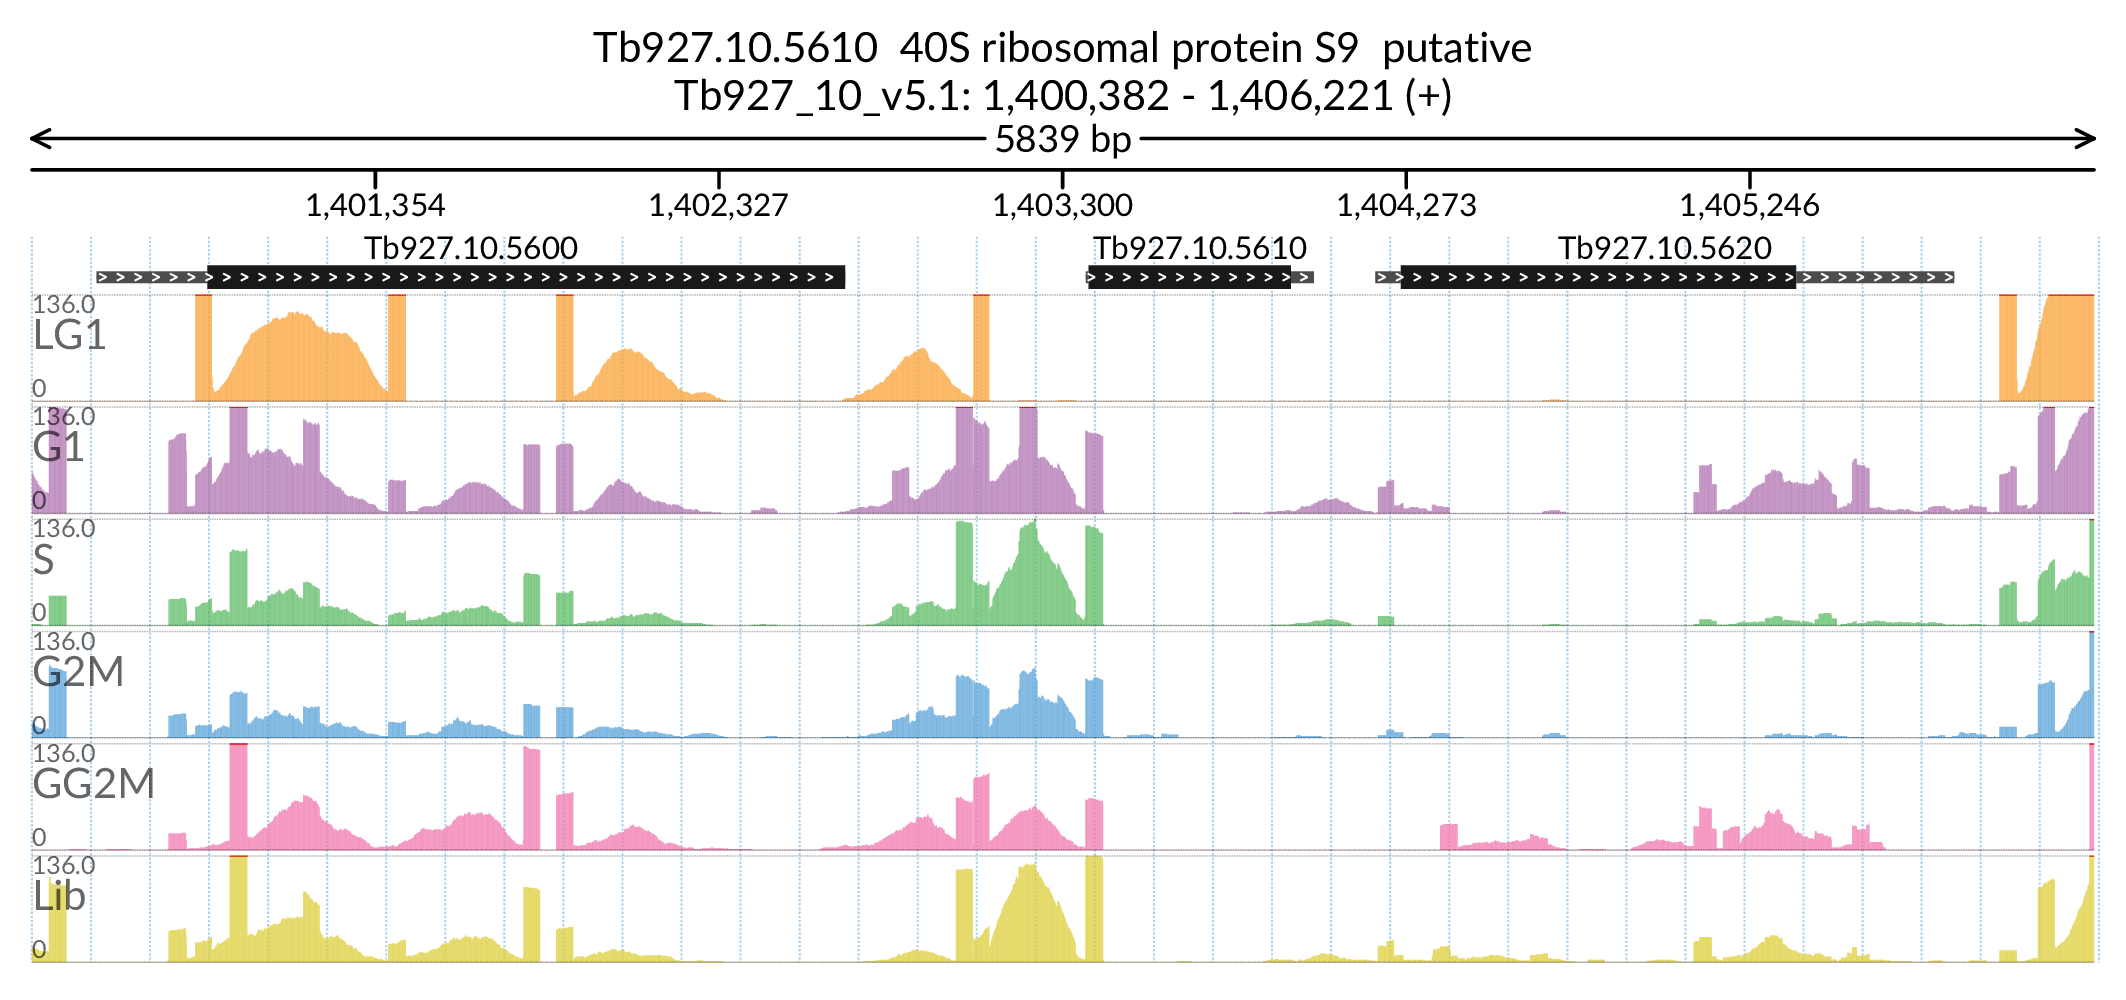 Tb927.10.5610  40S ribosomal protein S9  putative
Tb927_10_v5.1: 1,400,382 - 1,406,221 (+)
5839 bp
1,401,354 1,402,327 1,403,300 1,404,273 1,405,246
Tb927.10.5600 Tb927.10.5610 Tb927.10.5620
136.0
LG1
0
136.0
G1
0
136.0
S
0
136.0
G2M
0
136.0
GG2M
0
136.0
Lib
0